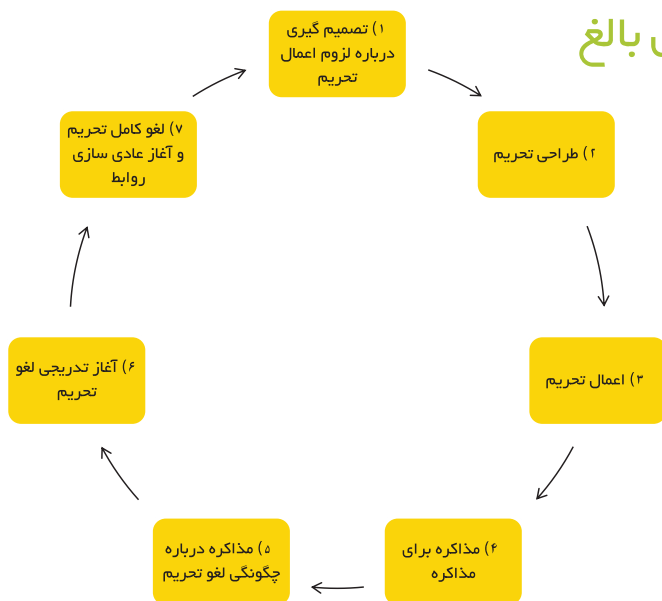 بالغ
۱) تصمیم گیری
درباره لزوم اعمال
تحریم
۲) طراحی تحریم
۳) اعمال تحریم
۴) مذاکره برای
مذاکره
۵) مذاکره درباره
چگونگی لغو تحریم
۶) آغاز تدریجی لغو
تحریم
۷) لغو کامل تحریم
و آغاز عادی سازی
روابط